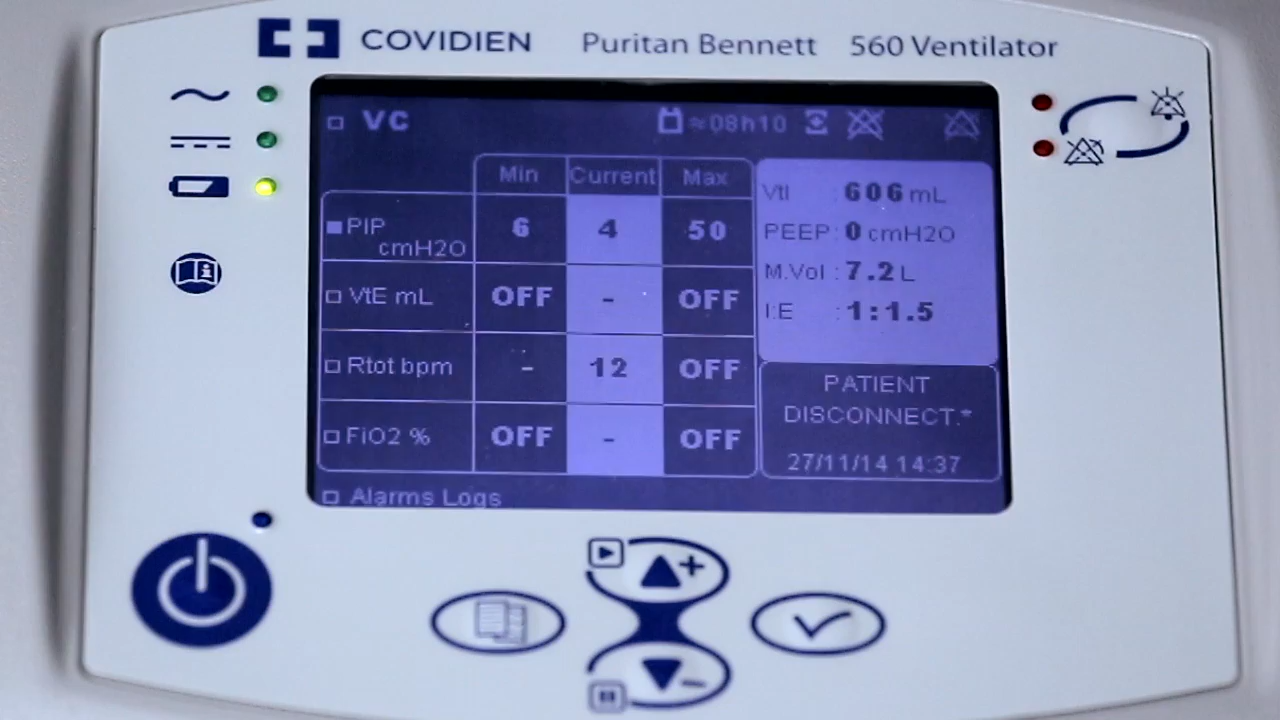 COVIDIEN Puritan Bennett 560 Ventilator
VC ≈08h10
Min Current Max
PIP cmH2O 6 4 50
VtE mL OFF - OFF
Rtot bpm - 12 OFF
FiO2 % OFF - OFF
Alarms Logs
VtI : 606 mL
PEEP: 0 cmH2O
M.Vol : 7.2 L
I:E : 1:1.5
PATIENT
DISCONNECT.*
27/11/14 14:37